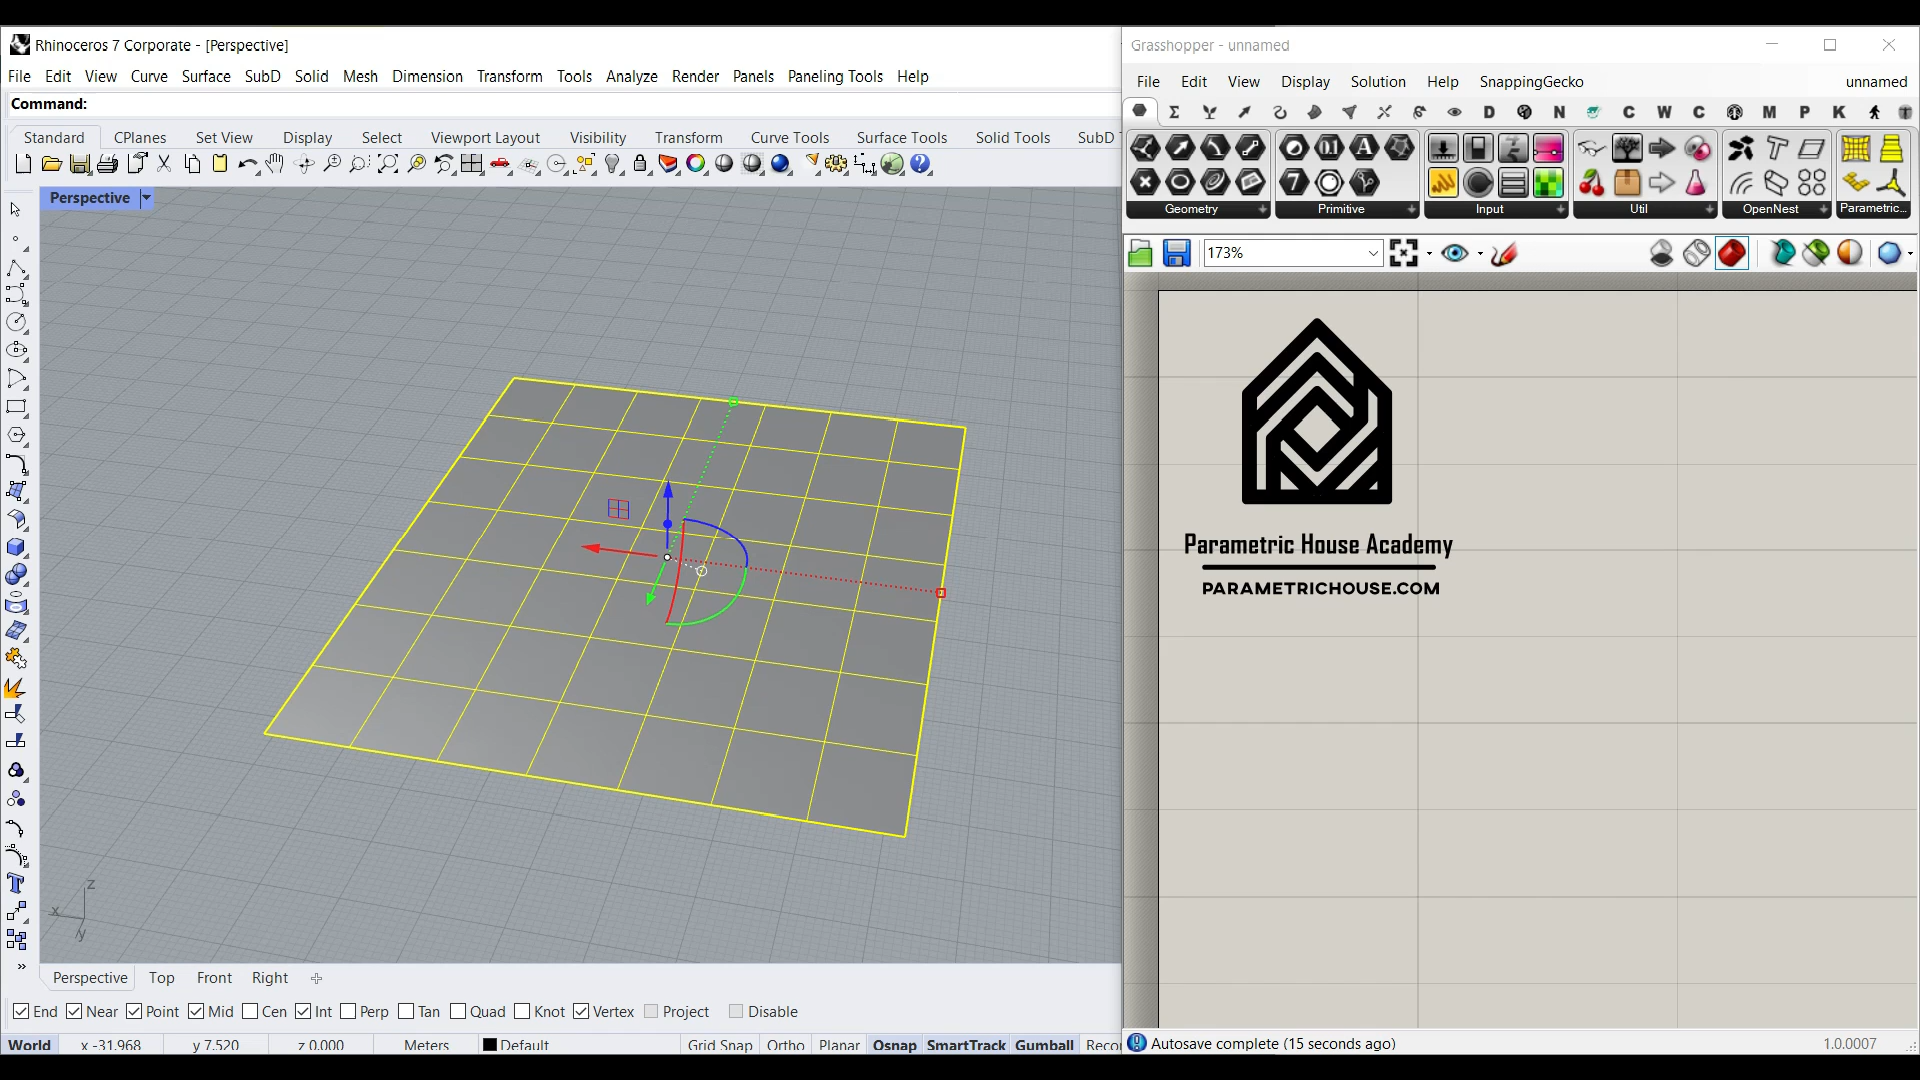 Rhinoceros 7 Corporate - [Perspective]
File Edit View Curve Surface SubD Solid Mesh Dimension Transform Tools Analyze Render Panels Paneling Tools Help
Command:
Standard CPlanes Set View Display Select Viewport Layout Visibility Transform Curve Tools Surface Tools Solid Tools SubD
Perspective
z
x
y
Perspective Top Front Right
End Near Point Mid Cen Int Perp Tan Quad Knot Vertex Project Disable
World x -31.968 y 7.520 z 0.000 Meters Default Grid Snap Ortho Planar Osnap SmartTrack Gumball Reco
Grasshopper - unnamed
File Edit View Display Solution Help SnappingGecko unnamed
D N C W C M P K
Geometry Primitive Input Util OpenNest Parametric...
173%
Parametric House Academy
PARAMETRICHOUSE.COM
Autosave complete (15 seconds ago) 1.0.0007